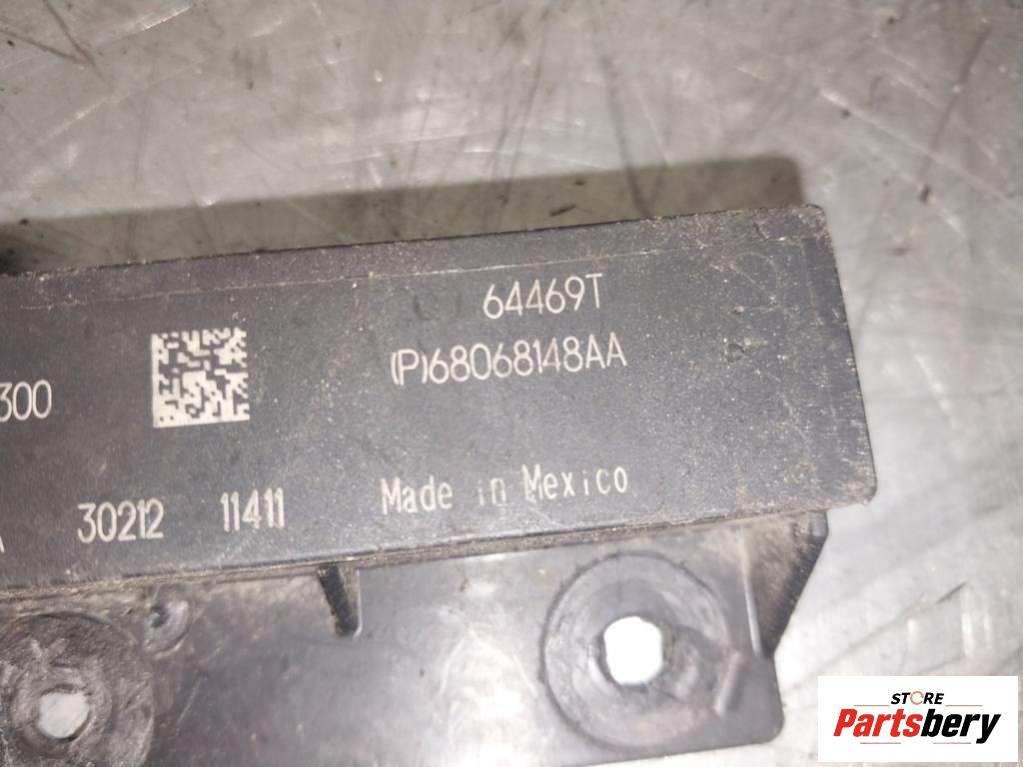 64469T
(P)68068148AA
300
30212 11411 Made in Mexico
STORE
Partsbery